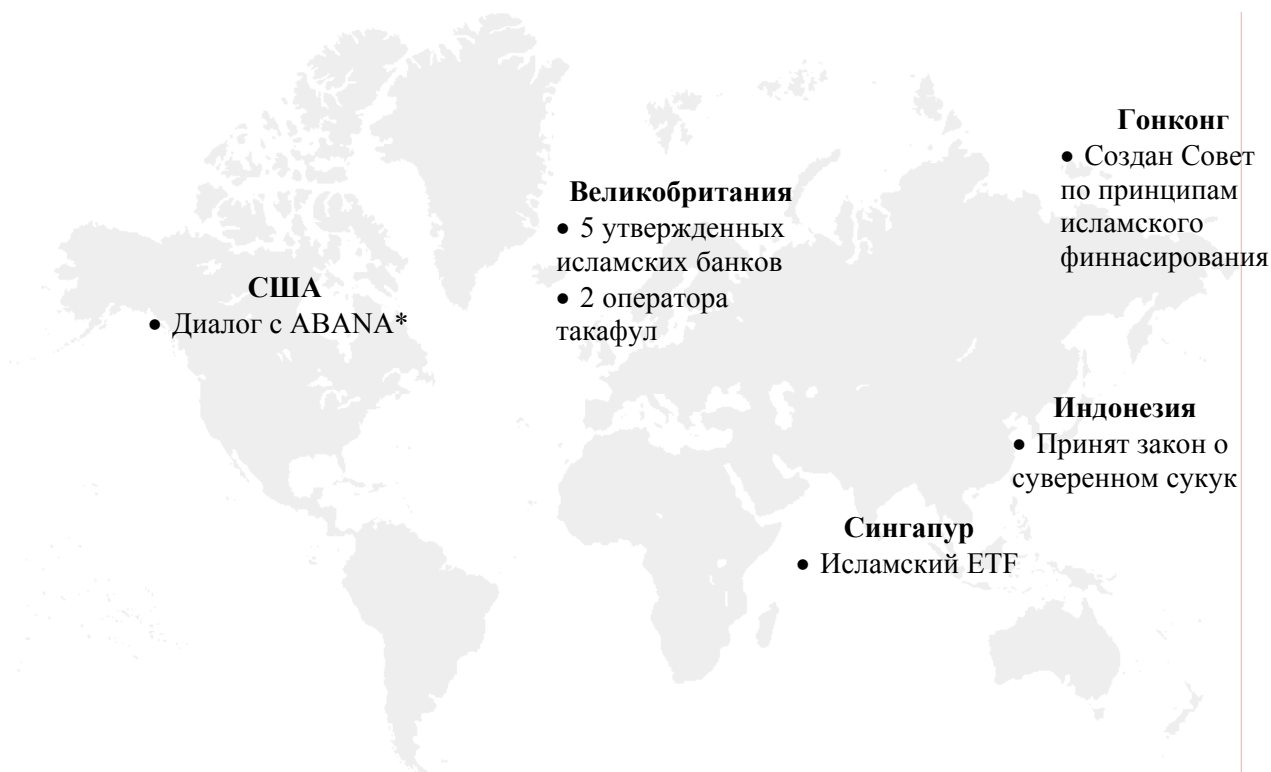 США
• Диалог с ABANA*
Великобритания
• 5 утвержденных
исламских банков
• 2 оператора
такафул
Гонконг
• Создан Совет
по принципам
исламского
финнасирования
Индонезия
• Принят закон о
суверенном сукук
Сингапур
• Исламский ETF